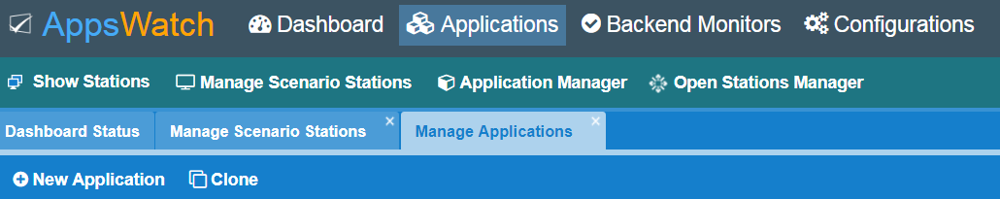 AppsWatch Dashboard Applications Backend Monitors Configurations
Show Stations Manage Scenario Stations Application Manager Open Stations Manager
Dashboard Status Manage Scenario Stations × Manage Applications ×
New Application Clone